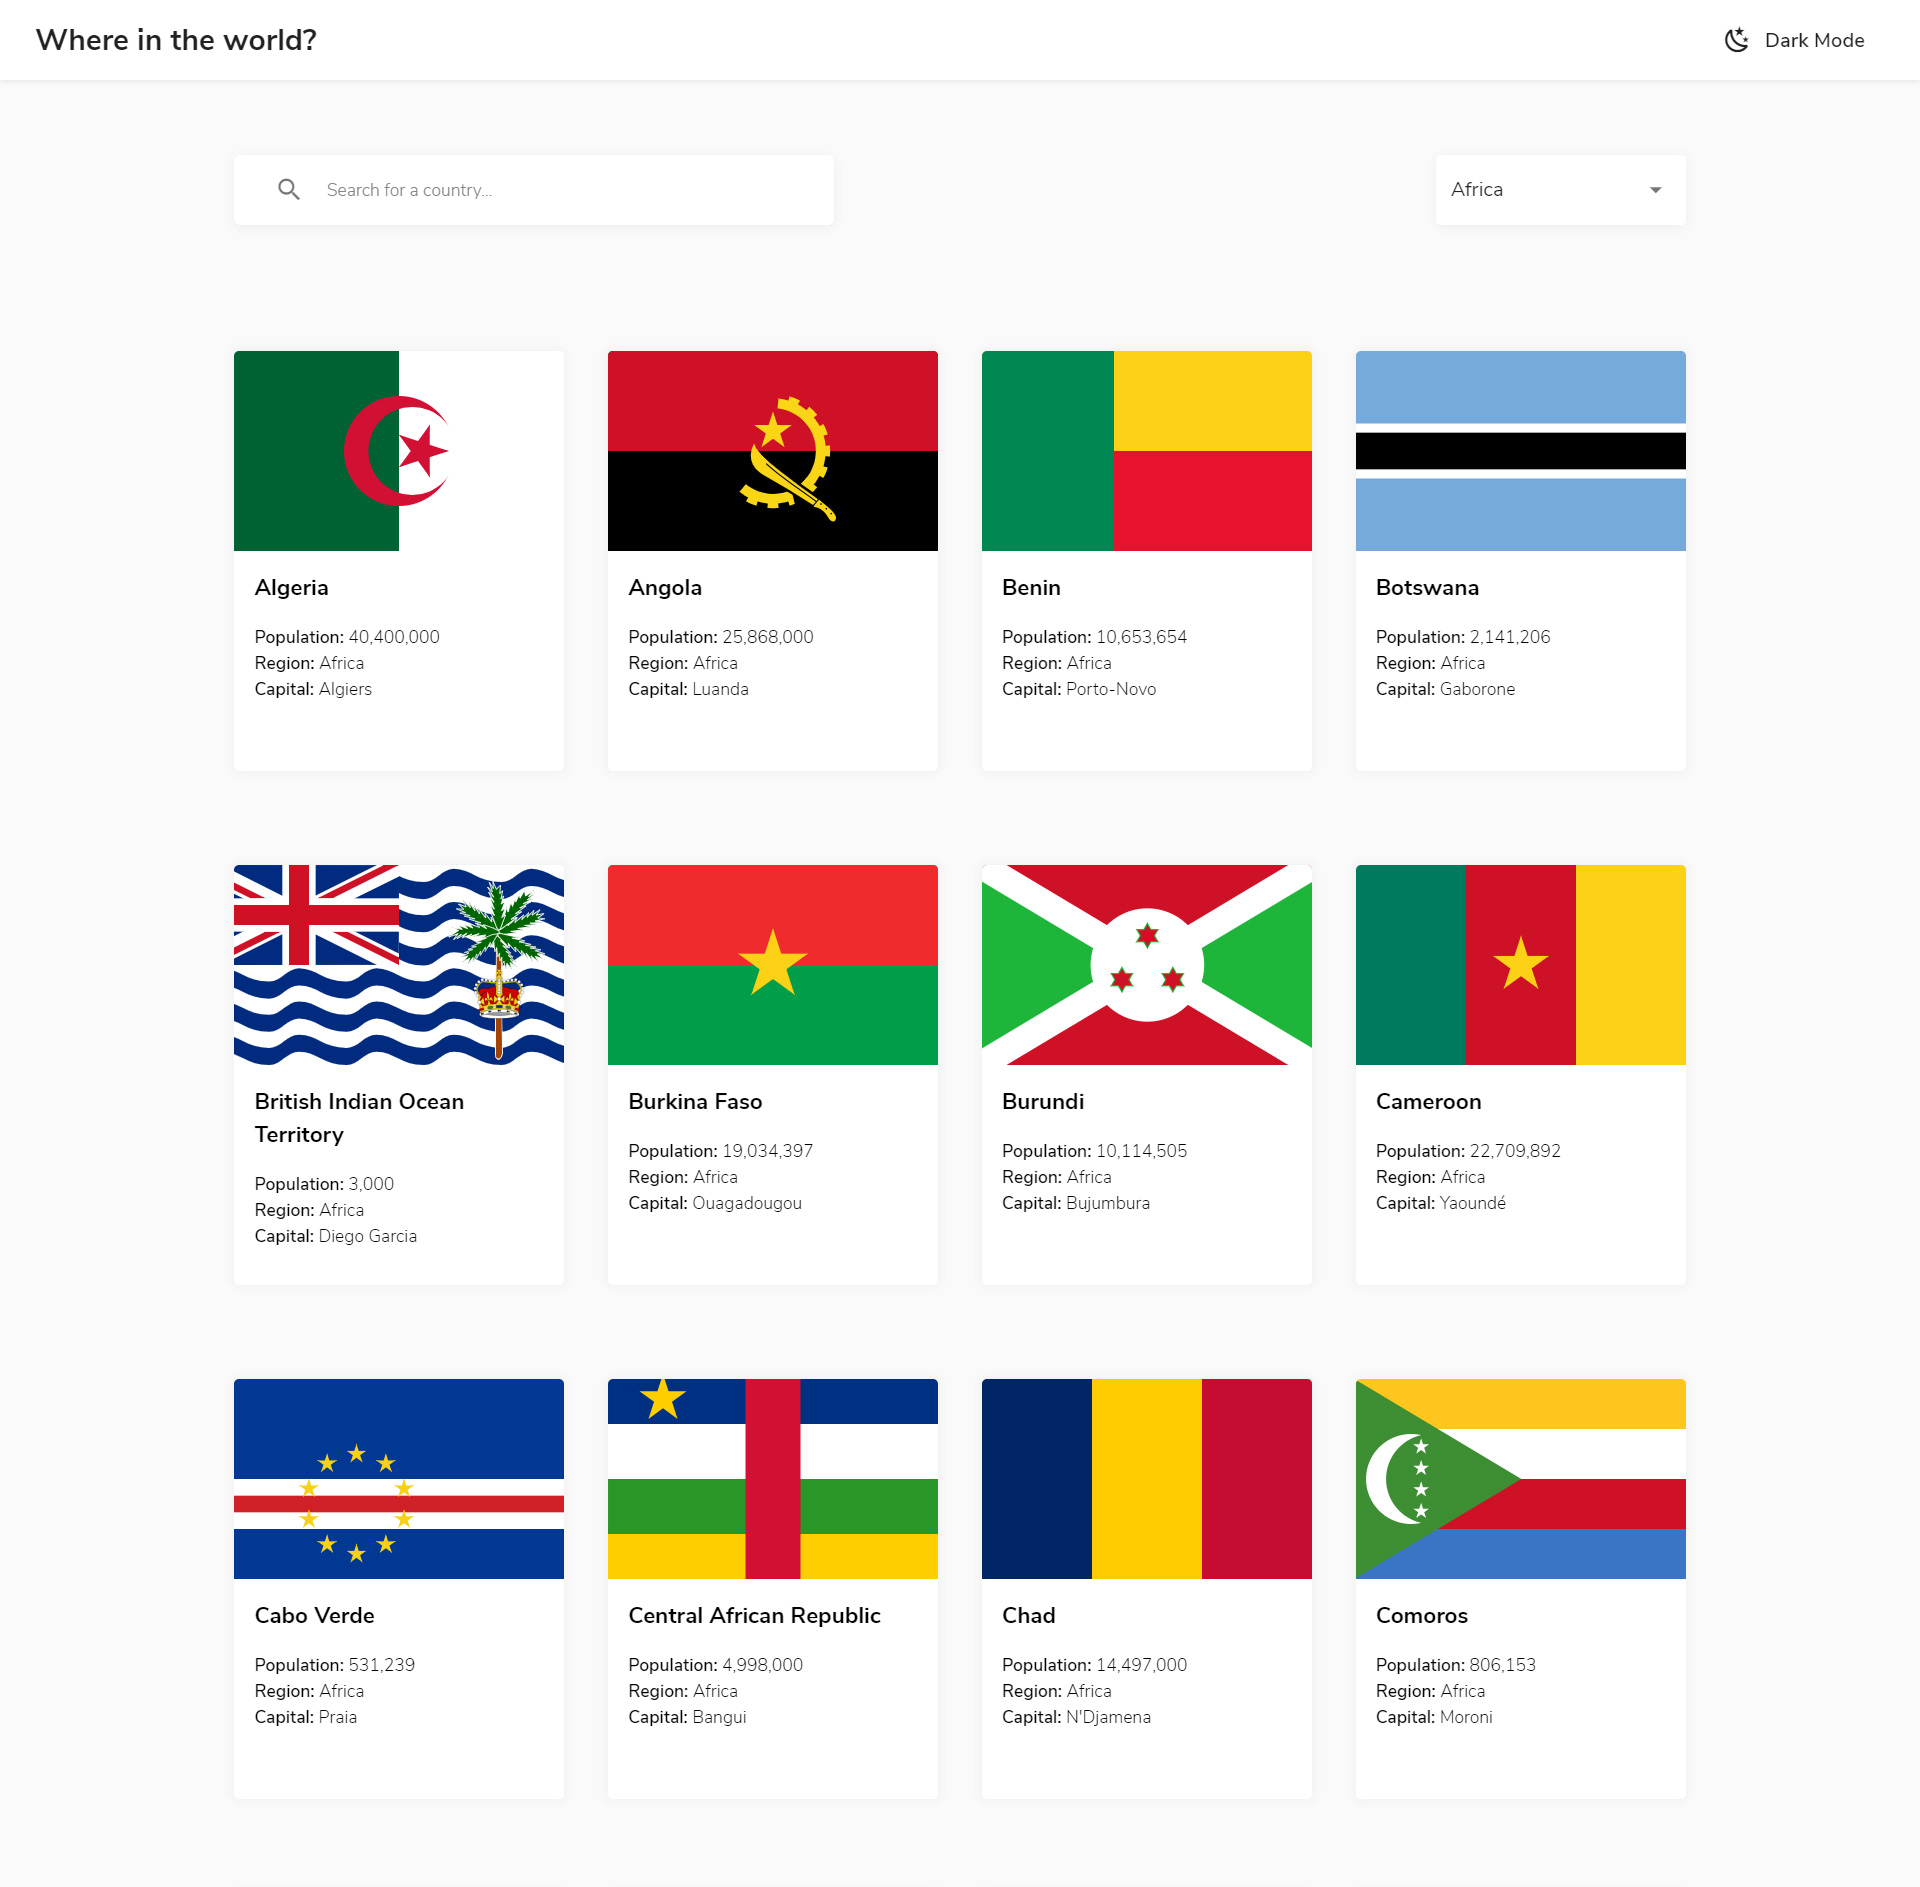 Where in the world?
Dark Mode
Search for a country...
Africa
Algeria
Population: 40,400,000
Region: Africa
Capital: Algiers
Angola
Population: 25,868,000
Region: Africa
Capital: Luanda
Benin
Population: 10,653,654
Region: Africa
Capital: Porto-Novo
Botswana
Population: 2,141,206
Region: Africa
Capital: Gaborone
British Indian Ocean
Territory
Population: 3,000
Region: Africa
Capital: Diego Garcia
Burkina Faso
Population: 19,034,397
Region: Africa
Capital: Ouagadougou
Burundi
Population: 10,114,505
Region: Africa
Capital: Bujumbura
Cameroon
Population: 22,709,892
Region: Africa
Capital: Yaoundé
Cabo Verde
Population: 531,239
Region: Africa
Capital: Praia
Central African Republic
Population: 4,998,000
Region: Africa
Capital: Bangui
Chad
Population: 14,497,000
Region: Africa
Capital: N'Djamena
Comoros
Population: 806,153
Region: Africa
Capital: Moroni